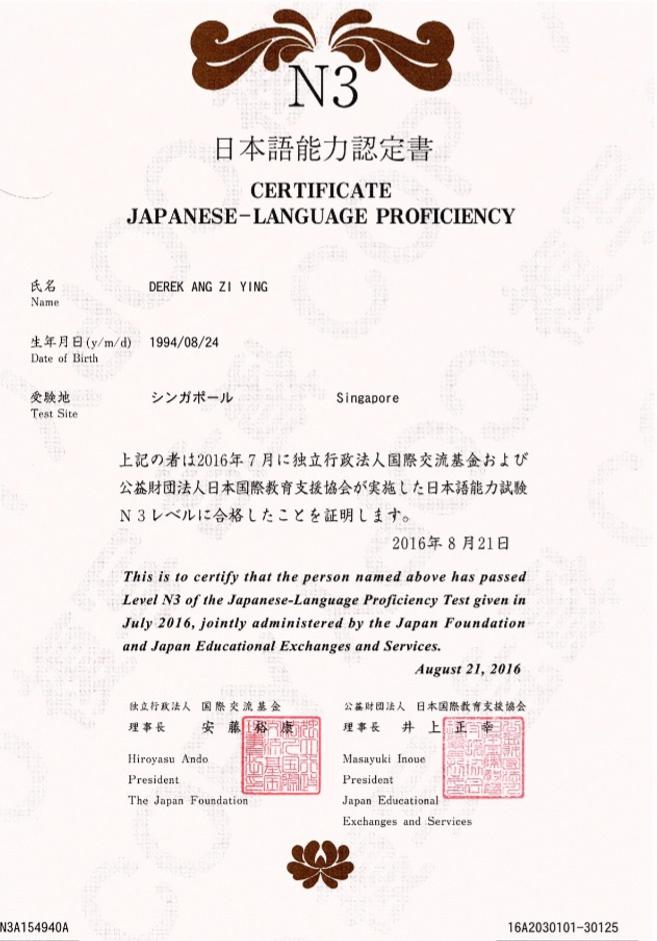 N3
日本語能力認定書
CERTIFICATE
JAPANESE-LANGUAGE PROFICIENCY
氏名 DEREK ANG ZI YING
Name
生年月日(y/m/d) 1994/08/24
Date of Birth
受験地 シンガポール Singapore
Test Site
上記の者は2016年7月に独立行政法人国際交流基金および
公益財団法人日本国際教育支援協会が実施した日本語能力試験
N3レベルに合格したことを証明します。
2016年8月21日
This is to certify that the person named above has passed
Level N3 of the Japanese-Language Proficiency Test given in
July 2016, jointly administered by the Japan Foundation
and Japan Educational Exchanges and Services.
August 21, 2016
独立行政法人 国際交流基金
理事長 安藤裕康
Hiroyasu Ando
President
The Japan Foundation
公益財団法人 日本国際教育支援協会
理事長 井上正幸
Masayuki Inoue
President
Japan Educational
Exchanges and Services
N3A154940A
16A2030101-30125